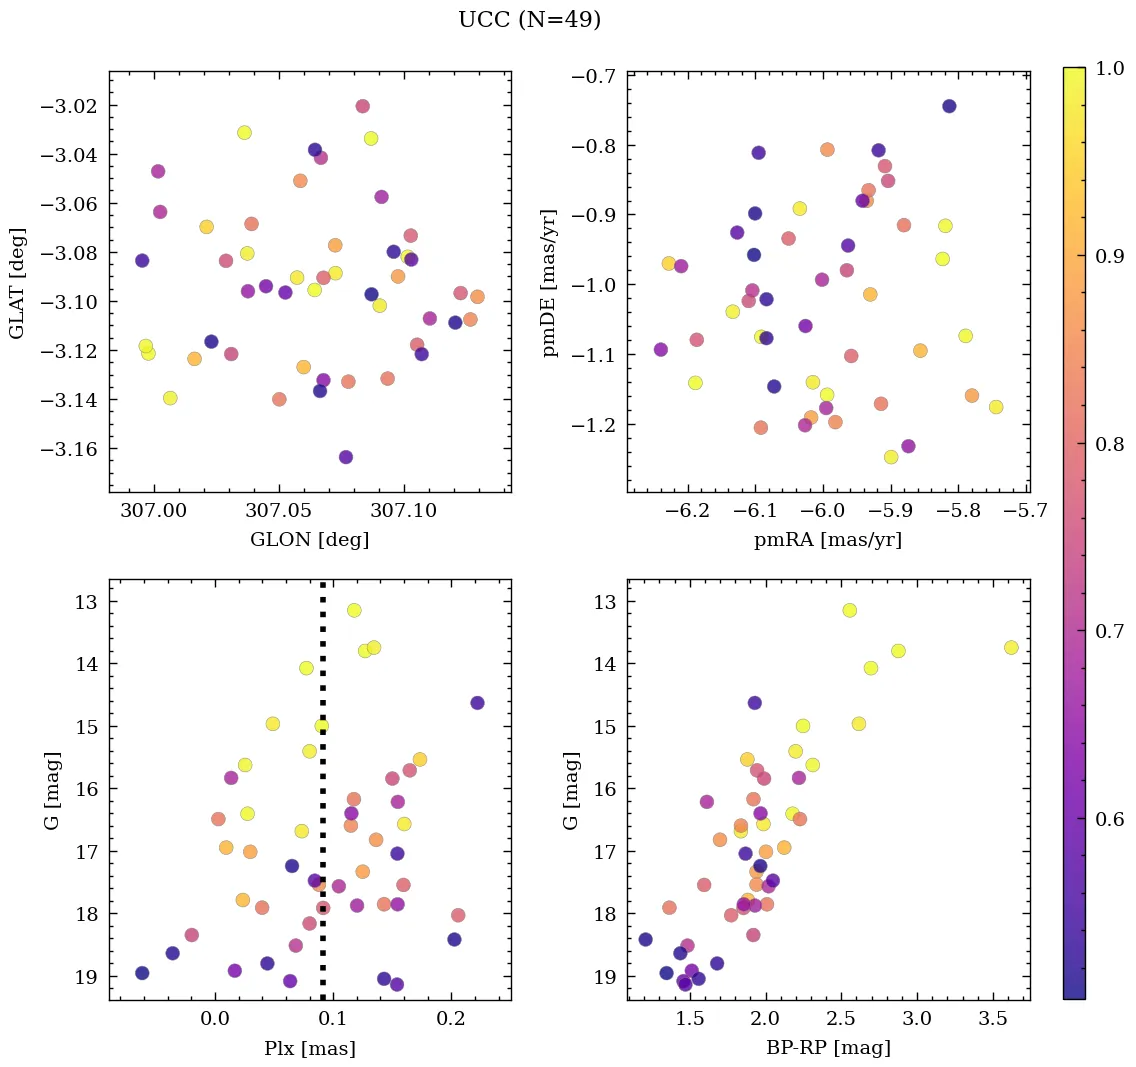 UCC (N=49)
−3.02
−3.04
−3.06
−3.08
−3.10
−3.12
−3.14
−3.16
GLAT [deg]
307.00 307.05 307.10
GLON [deg]
−0.7
−0.8
−0.9
−1.0
−1.1
−1.2
pmDE [mas/yr]
−6.2 −6.1 −6.0 −5.9 −5.8 −5.7
pmRA [mas/yr]
13
14
15
16
17
18
19
G [mag]
0.0 0.1 0.2
Plx [mas]
13
14
15
16
17
18
19
G [mag]
1.5 2.0 2.5 3.0 3.5
BP-RP [mag]
1.0
0.9
0.8
0.7
0.6